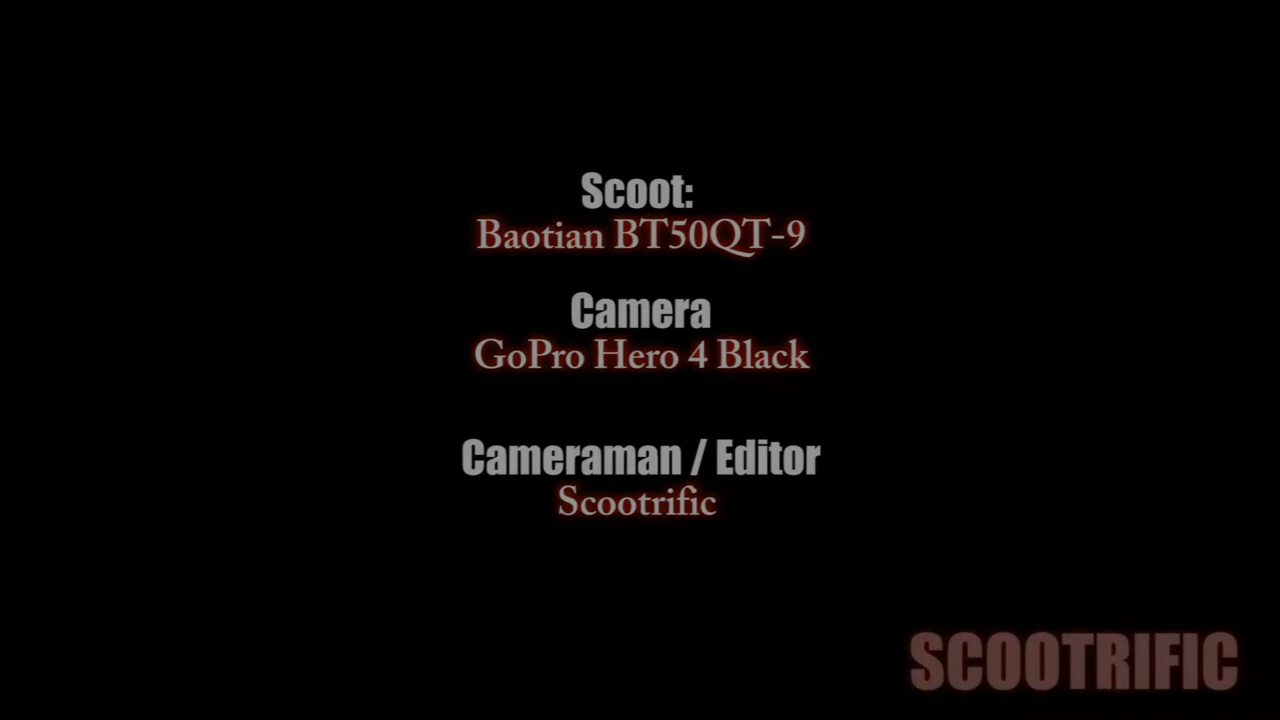 Scoot:
Baotian BT50QT-9
Camera
GoPro Hero 4 Black
Cameraman / Editor
Scootrific
SCOOTRIFIC